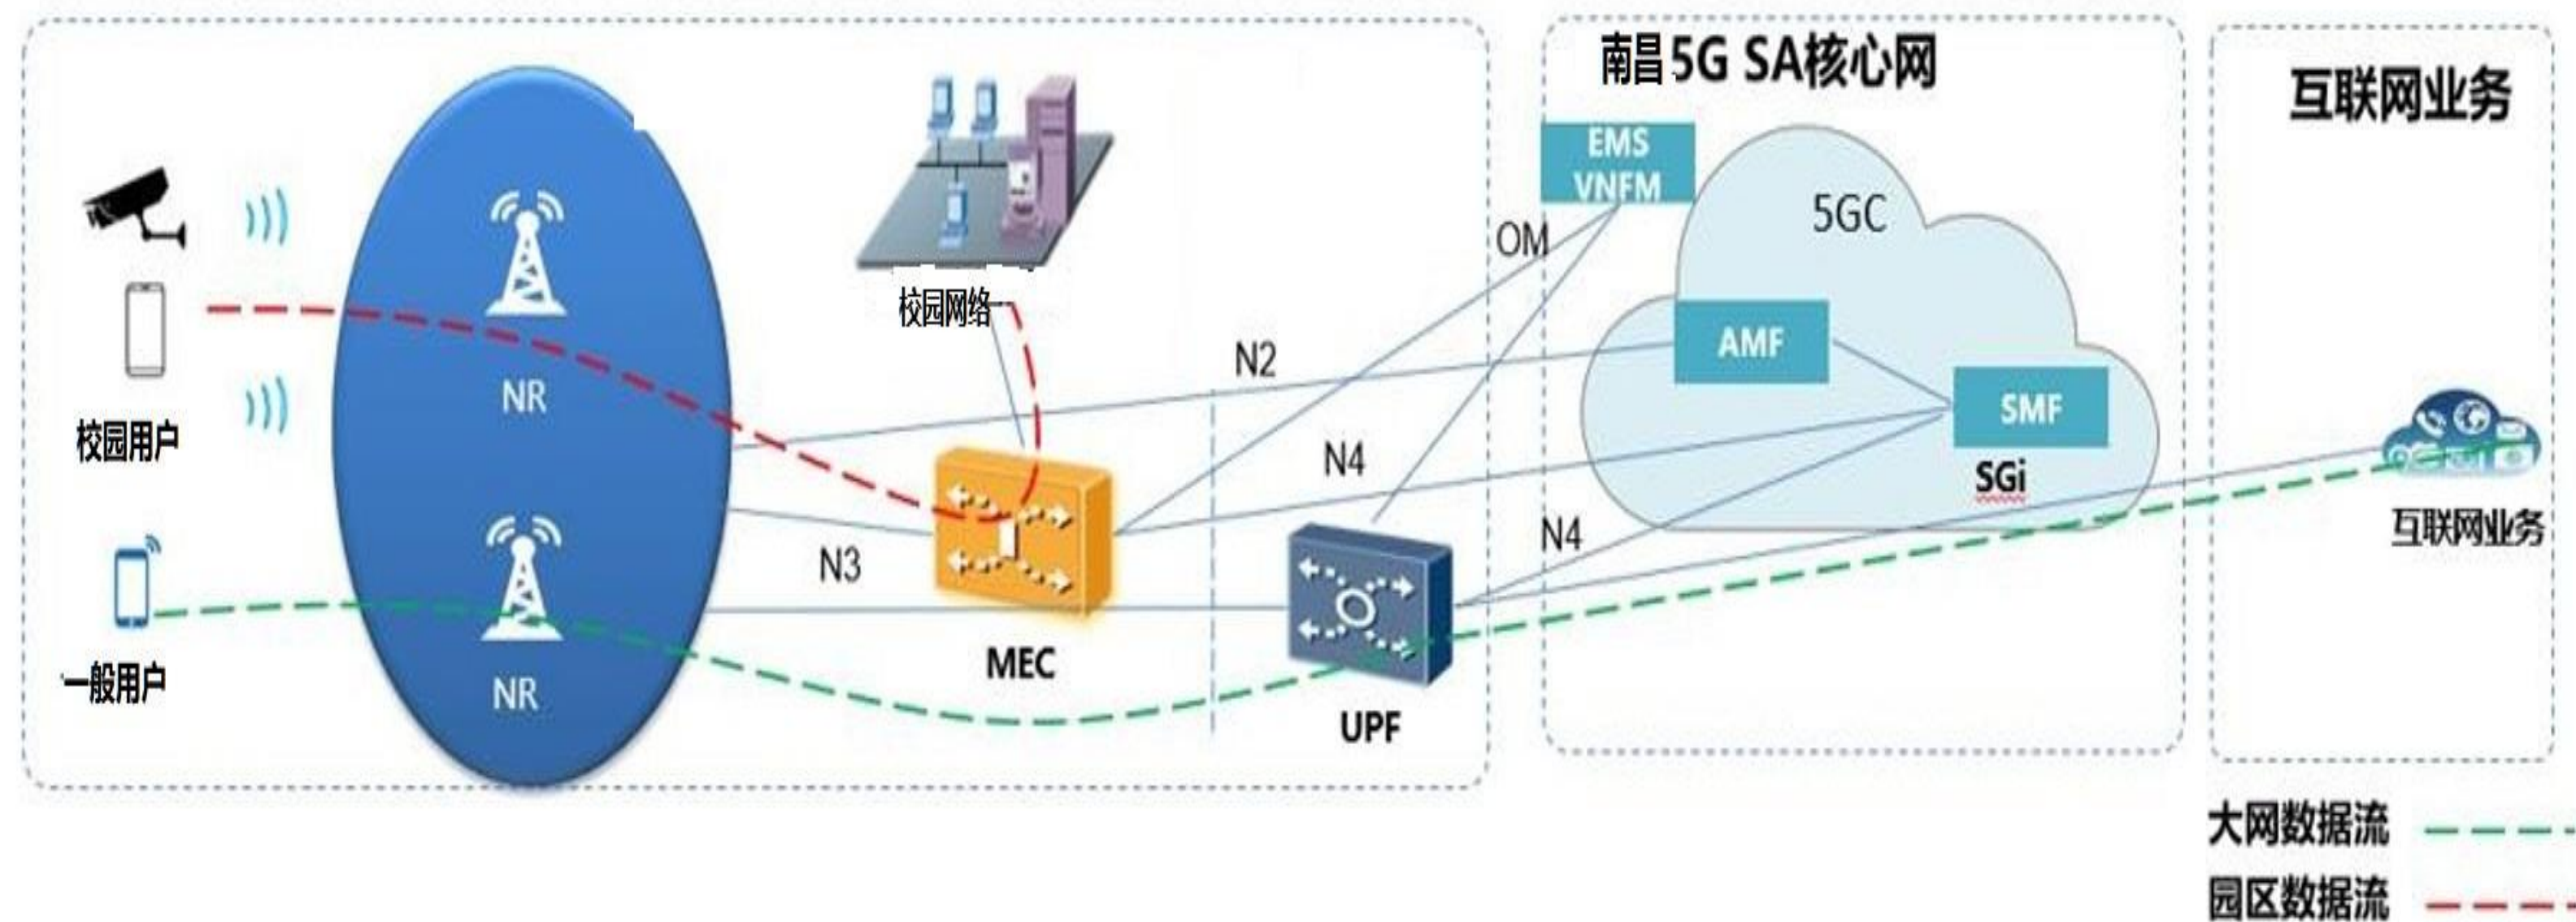 南昌5G SA核心网
互联网业务
EMS
VNFM
5GC
OM
校园网络
N2
AMF
NR
SMF
校园用户
N4
SGi
N4
互联网业务
N3
MEC
一般用户
NR
UPF
大网数据流
园区数据流